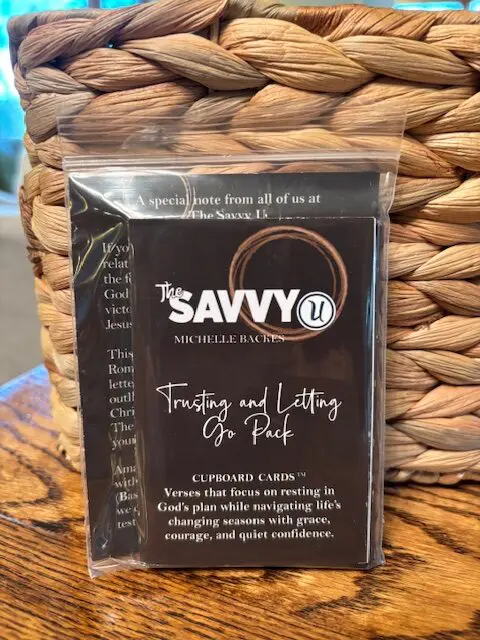 A special note from all of us at
The Savvy U
If yo
relat
the f
God
victo
Jesus
This
Rom
lette
outl
Chri
The
your
Ama
with
(Bas
we c
test
The
SAVVY U
MICHELLE BACKES
Trusting and Letting
Go Pack
CUPBOARD CARDS™
Verses that focus on resting in
God's plan while navigating life's
changing seasons with grace,
courage, and quiet confidence.